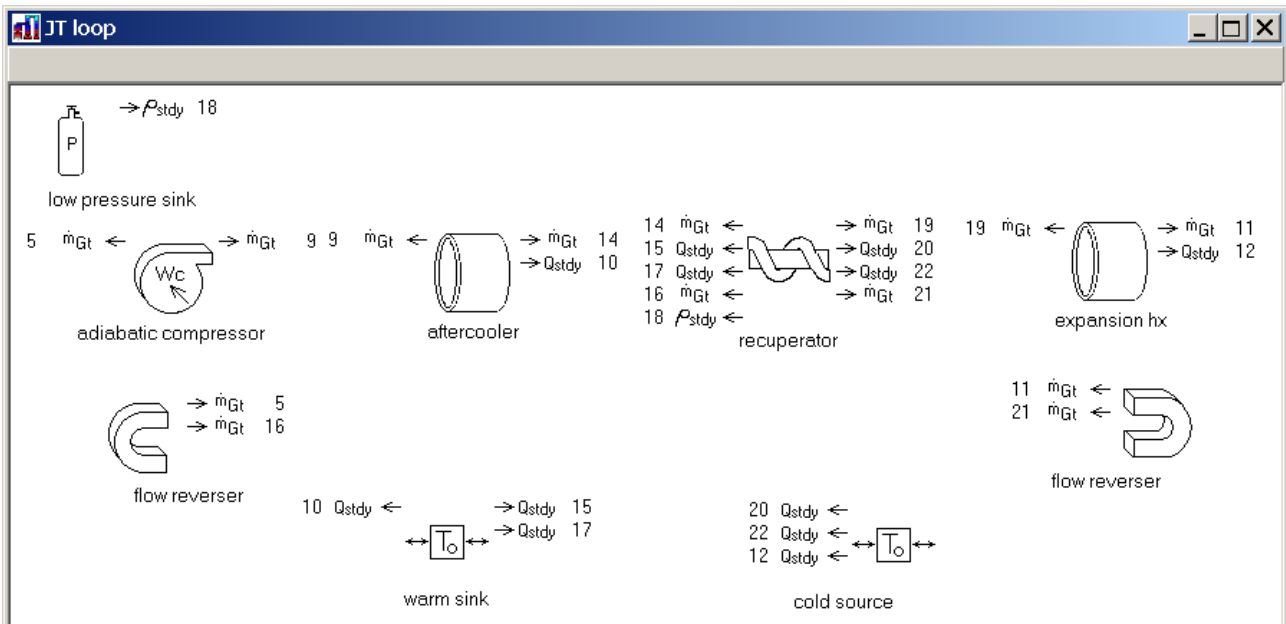 JT loop
→ρstdy 18
P
low pressure sink
5 ṁGt ← → ṁGt 9
Wc
adiabatic compressor
9 ṁGt ← → ṁGt 14
→ Qstdy 10
aftercooler
14 ṁGt ← → ṁGt 19
15 Qstdy ← → Qstdy 20
17 Qstdy ← → Qstdy 22
16 ṁGt ← → ṁGt 21
18 ρstdy ←
recuperator
19 ṁGt ← → ṁGt 11
→ Qstdy 12
expansion hx
→ ṁGt 5
→ ṁGt 16
flow reverser
11 ṁGt ←
21 ṁGt ←
flow reverser
10 Qstdy ← → Qstdy 15
→ Qstdy 17
To
warm sink
20 Qstdy ←
22 Qstdy ←
12 Qstdy ←
To
cold source